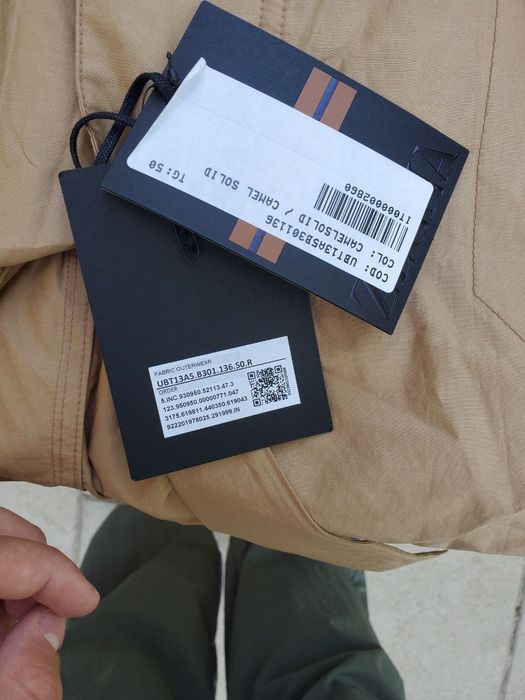 COD: UBT13A5B301136
COL: CAMELSOLID / CAMEL SOLID
TG:50
IT000002860
FABRIC OUTERWEAR
UBT13A5.B301.136.50.R
ORDER
5.INC.930950.52113.47.3
123.950950.00000771.047
3175.619811.440350.619043
922201978025.291999.IN